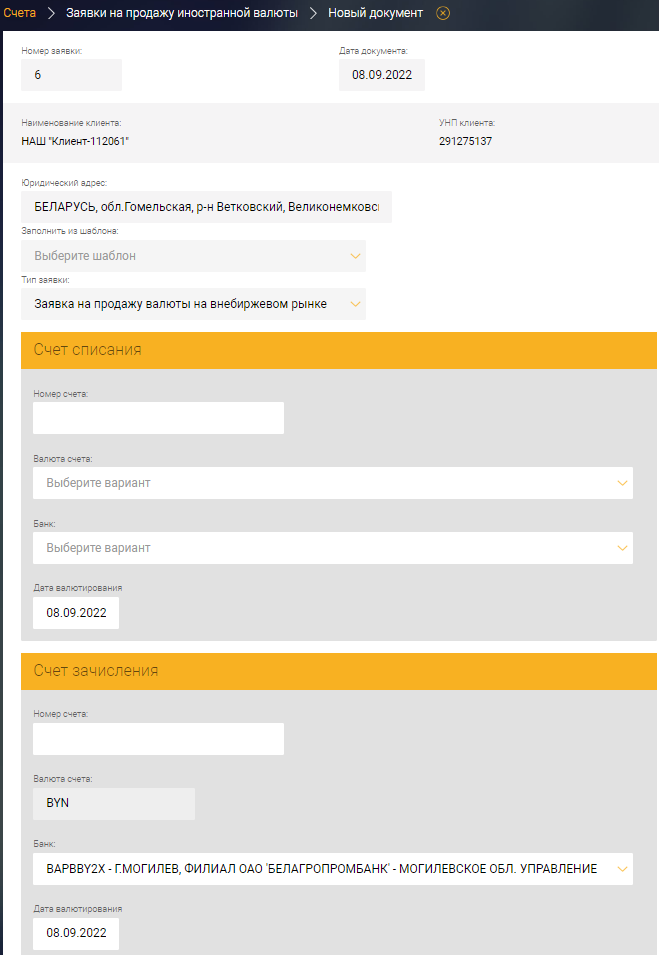 Счета > Заявки на продажу иностранной валюты > Новый документ
Номер заявки: Дата документа:
6 08.09.2022
Наименование клиента: УНП клиента:
НАШ "Клиент-112061" 291275137
Юридический адрес:
БЕЛАРУСЬ, обл.Гомельская, р-н Ветковский, Великонемковс
Заполнить из шаблона:
Выберите шаблон
Тип заявки:
Заявка на продажу валюты на внебиржевом рынке
Счет списания
Номер счета:
Валюта счета:
Выберите вариант
Банк:
Выберите вариант
Дата валютирования
08.09.2022
Счет зачисления
Номер счета:
Валюта счета:
BYN
Банк:
BAPBBY2X - Г.МОГИЛЕВ, ФИЛИАЛ ОАО 'БЕЛАГРОПРОМБАНК' - МОГИЛЕВСКОЕ ОБЛ. УПРАВЛЕНИЕ
Дата валютирования
08.09.2022